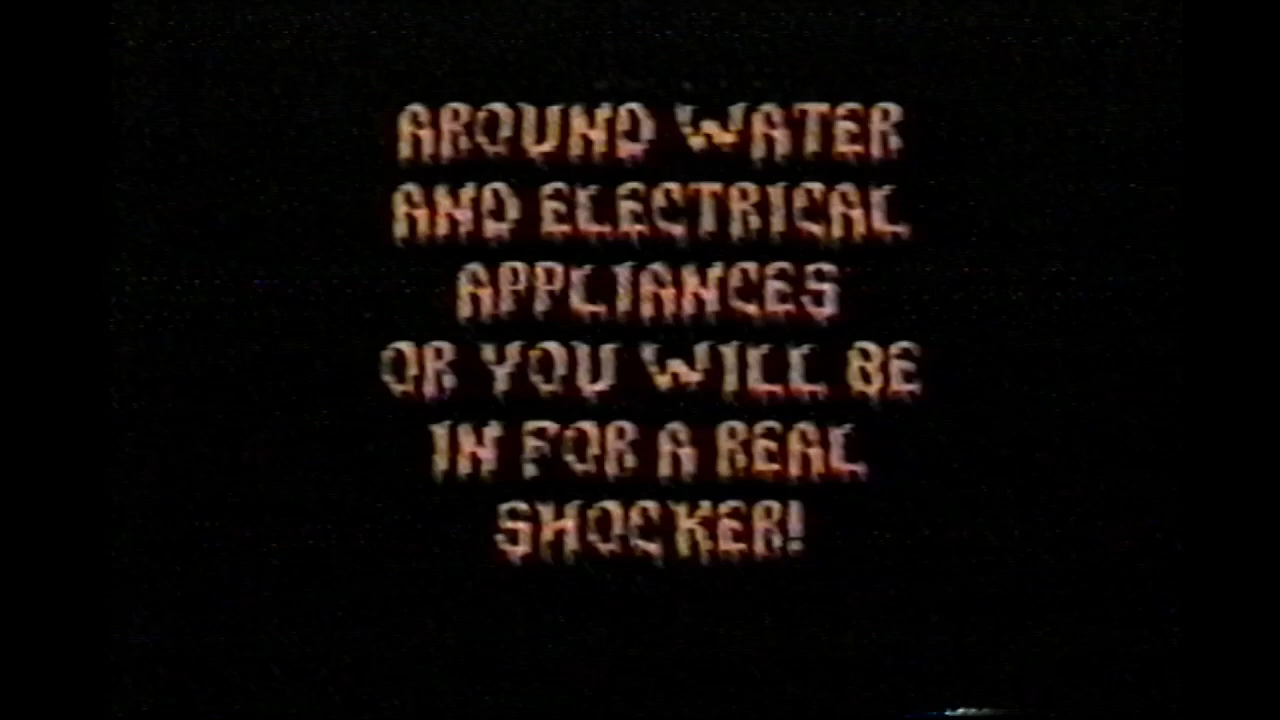 AROUND WATER
AND ELECTRICAL
APPLIANCES
OR YOU WILL BE
IN FOR A REAL
SHOCKER!